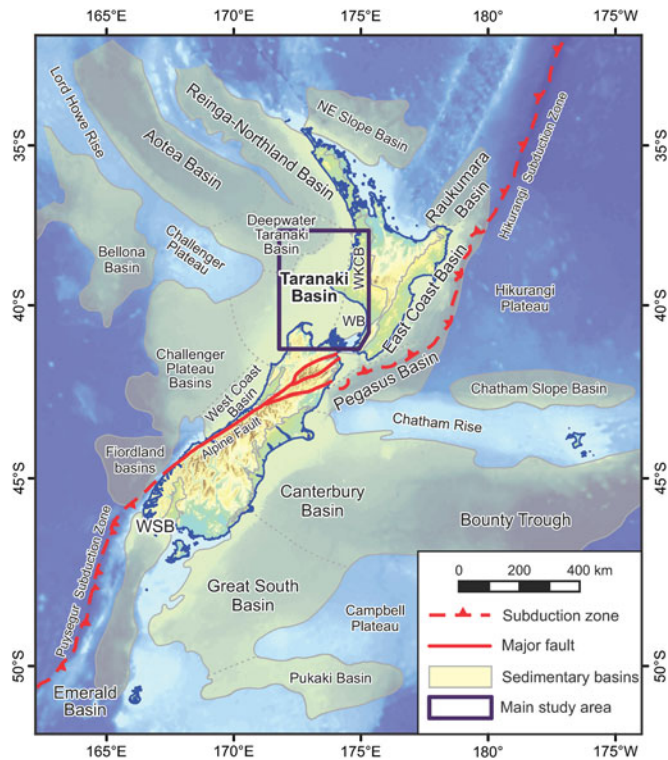 165°E
170°E
175°E
180°
175°W
Lord Howe Rise
Aotea Basin
Reinga-Northland Basin
NE Slope Basin
35°S
35°S
Raukumara
Basin
Hikurangi Subduction Zone
Deepwater
Taranaki
Basin
Bellona
Basin
Challenger
Plateau
Taranaki
Basin
WKCB
WB
East Coast Basin
Hikurangi
Plateau
40°S
40°S
Challenger
Plateau
Basins
West Coast
Basin
Pegasus Basin
Chatham Slope Basin
Chatham Rise
Alpine Fault
Fiordland
basins
45°S
45°S
Canterbury
Basin
Bounty Trough
WSB
Puysegur Subduction Zone
Great South
Basin
Campbell
Plateau
Pukaki Basin
Emerald
Basin
50°S
50°S
0 200 400 km
Subduction zone
Major fault
Sedimentary basins
Main study area
165°E
170°E
175°E
180°
175°W